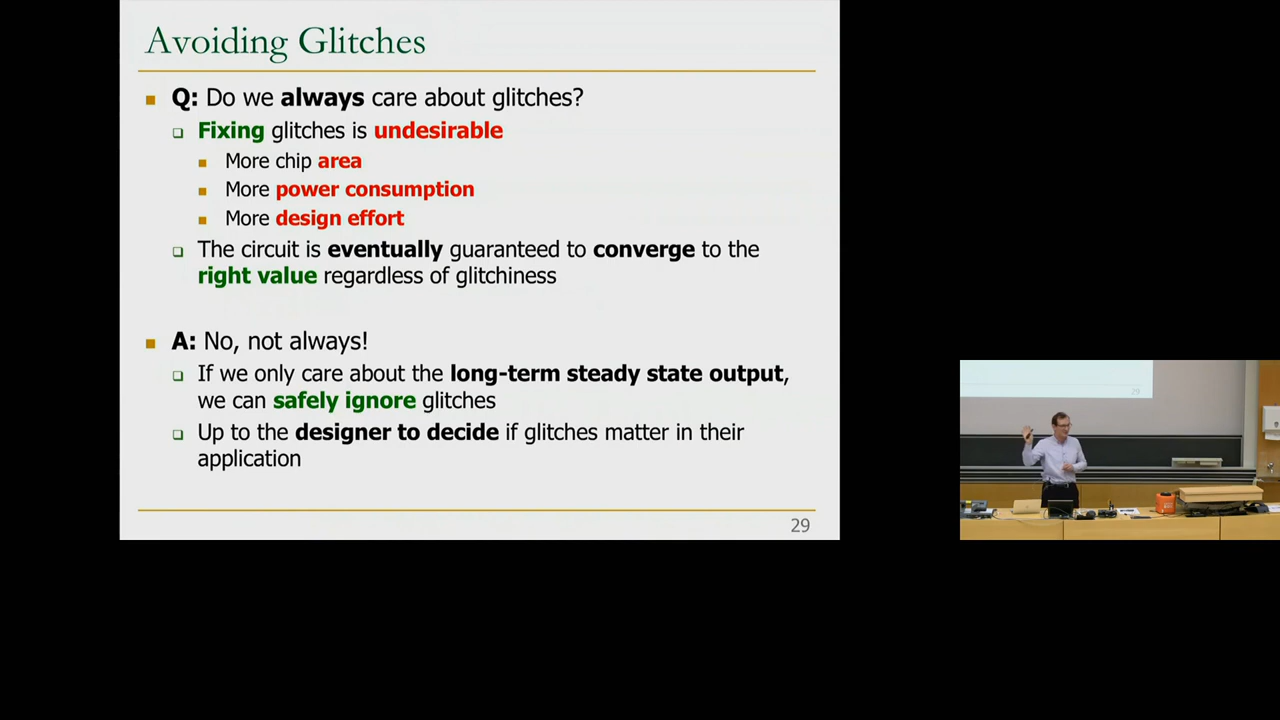 Avoiding Glitches
Q: Do we always care about glitches?
Fixing glitches is undesirable
More chip area
More power consumption
More design effort
The circuit is eventually guaranteed to converge to the
right value regardless of glitchiness
A: No, not always!
If we only care about the long-term steady state output,
we can safely ignore glitches
Up to the designer to decide if glitches matter in their
application
29
29